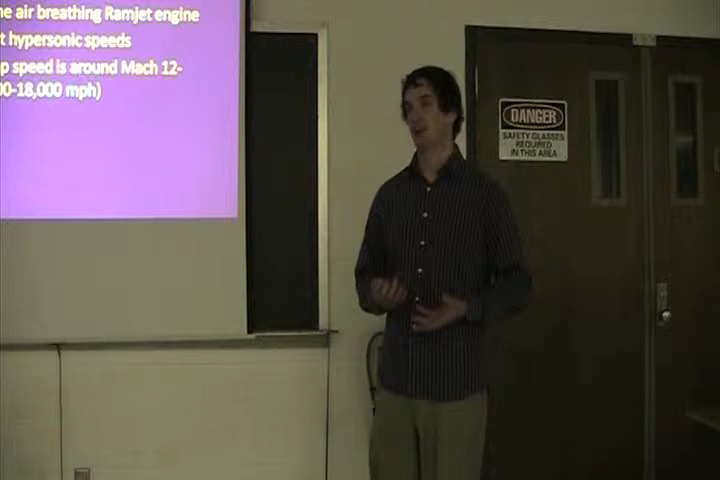 ne air breathing Ramjet engine
t hypersonic speeds
p speed is around Mach 12-
00-18,000 mph)
DANGER
SAFETY GLASSES
REQUIRED
IN THIS AREA